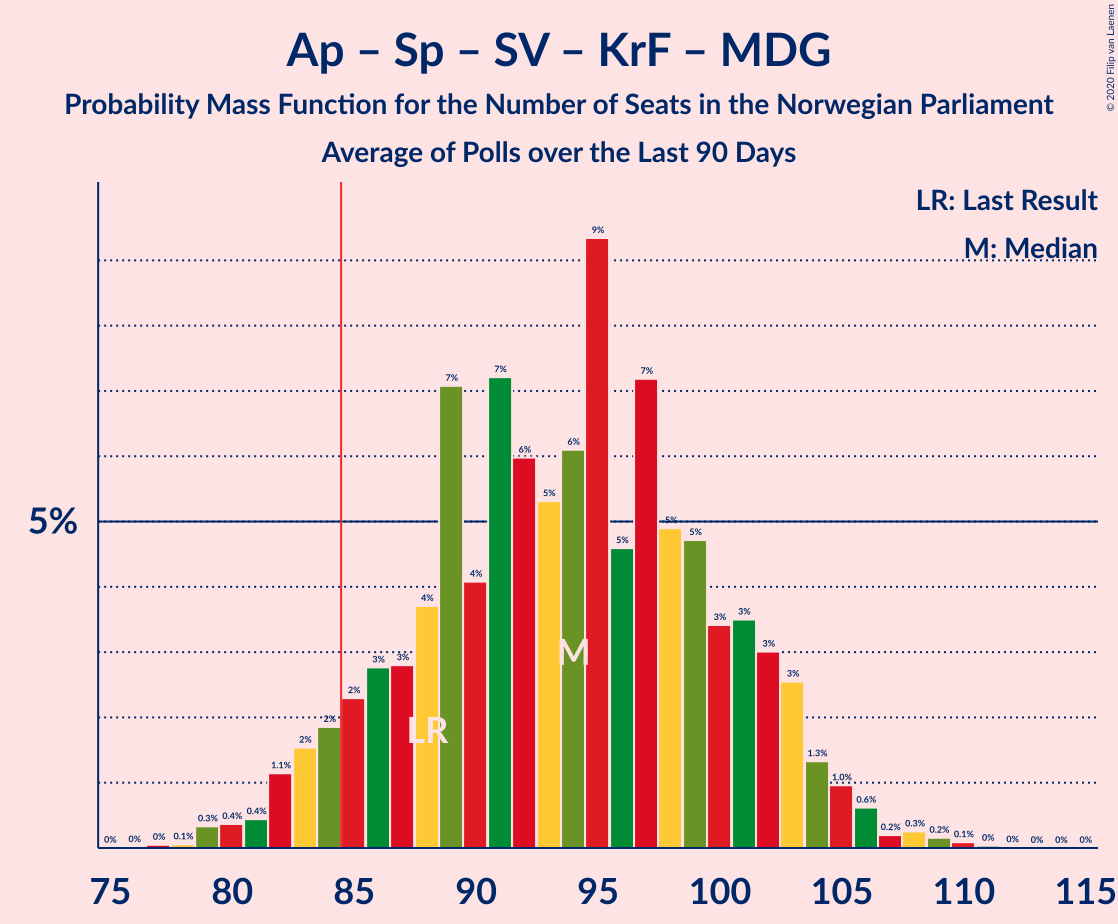 Ap – Sp – SV – KrF – MDG
Probability Mass Function for the Number of Seats in the Norwegian Parliament
Average of Polls over the Last 90 Days
© 2020 Filip van Laenen
LR: Last Result
M: Median
5%
0% 0% 0% 0.1% 0.3% 0.4% 0.4% 1.1% 2% 2% 2% 3% 3% 4% 7% 4% 7% 6% 5% 6% 9% 5% 7% 5% 5% 3% 3% 3% 3% 1.3% 1.0% 0.6% 0.2% 0.3% 0.2% 0.1% 0% 0% 0% 0% 0%
M
LR
75 80 85 90 95 100 105 110 115